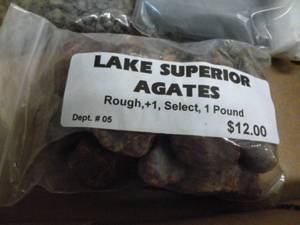 LAKE SUPERIOR
AGATES
Rough,+1, Select, 1 Pound
Dept. # 05
$12.00